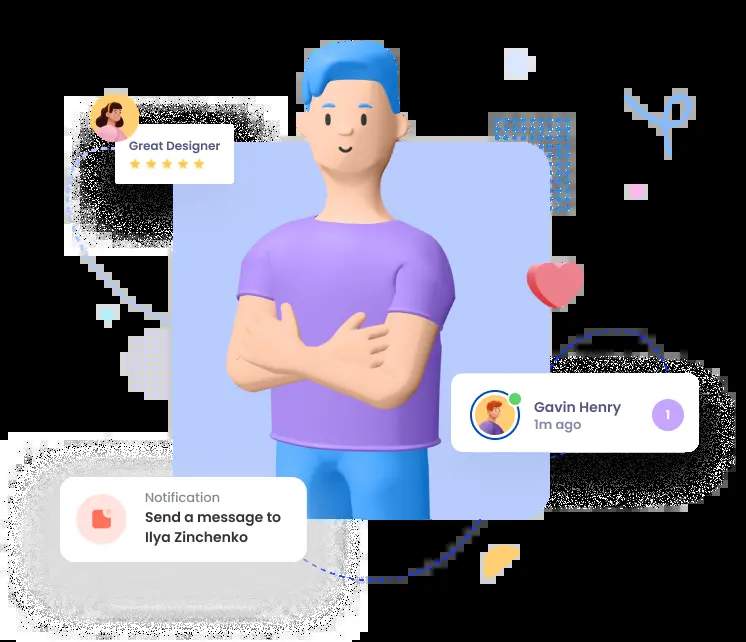 Great Designer
Gavin Henry
1m ago
1
Notification
Send a message to
Ilya Zinchenko